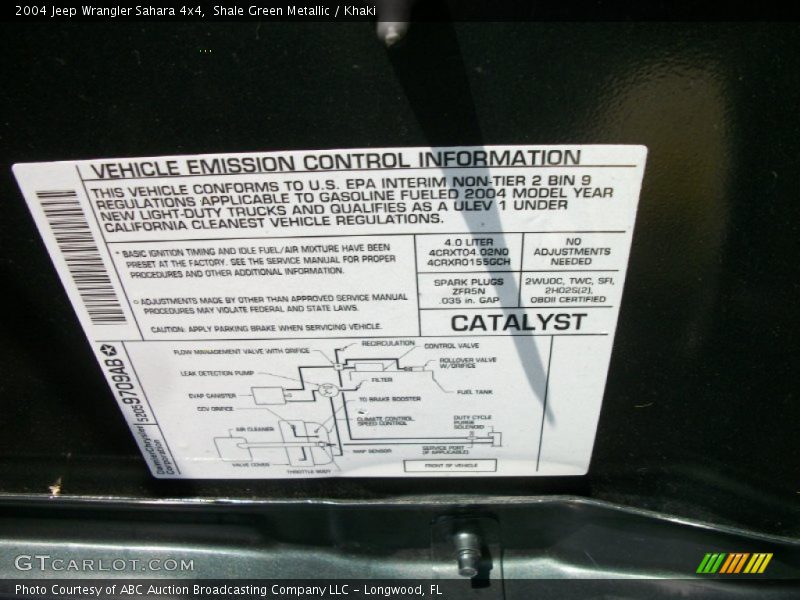 2004 Jeep Wrangler Sahara 4x4,  Shale Green Metallic / Khaki
VEHICLE EMISSION CONTROL INFORMATION
THIS VEHICLE CONFORMS TO U.S. EPA INTERIM NON-TIER 2 BIN 9
REGULATIONS APPLICABLE TO GASOLINE FUELED 2004 MODEL YEAR
NEW LIGHT-DUTY TRUCKS AND QUALIFIES AS A ULEV 1 UNDER
CALIFORNIA CLEANEST VEHICLE REGULATIONS.
* BASIC IGNITION TIMING AND IDLE FUEL/AIR MIXTURE HAVE BEEN
PRESET AT THE FACTORY. SEE THE SERVICE MANUAL FOR PROPER
PROCEDURES AND OTHER ADDITIONAL INFORMATION.
ADJUSTMENTS MADE BY OTHER THAN APPROVED SERVICE MANUAL
PROCEDURES MAY VIOLATE FEDERAL AND STATE LAWS.
CAUTION: APPLY PARKING BRAKE WHEN SERVICING VEHICLE.
4.0 LITER
4CRXT04.02N0
4CRXR0155GCH
NO
ADJUSTMENTS
NEEDED
SPARK PLUGS
ZFR5N
.035 in. GAP
2WUOC, TWC, SFI,
2HO2S(2),
OBDII CERTIFIED
CATALYST
52059709AB
DaimlerChrysler
Corporation
RECIRCULATION
FLOW MANAGEMENT VALVE WITH ORIFICE
CONTROL VALVE
ROLLOVER VALVE
W/ORIFICE
LEAK DETECTION PUMP
FILTER
FUEL TANK
EVAP CANISTER
TO BRAKE BOOSTER
CCV ORIFICE
CLIMATE CONTROL
SPEED CONTROL
DUTY CYCLE
PURGE
SOLENOID
AIR CLEANER
MAP SENSOR
SERVICE PORT
(IF APPLICABLE)
VALVE COVER
THROTTLE BODY
FRONT OF VEHICLE
GTCARLOT.COM
Photo Courtesy of ABC Auction Broadcasting Company LLC - Longwood, FL